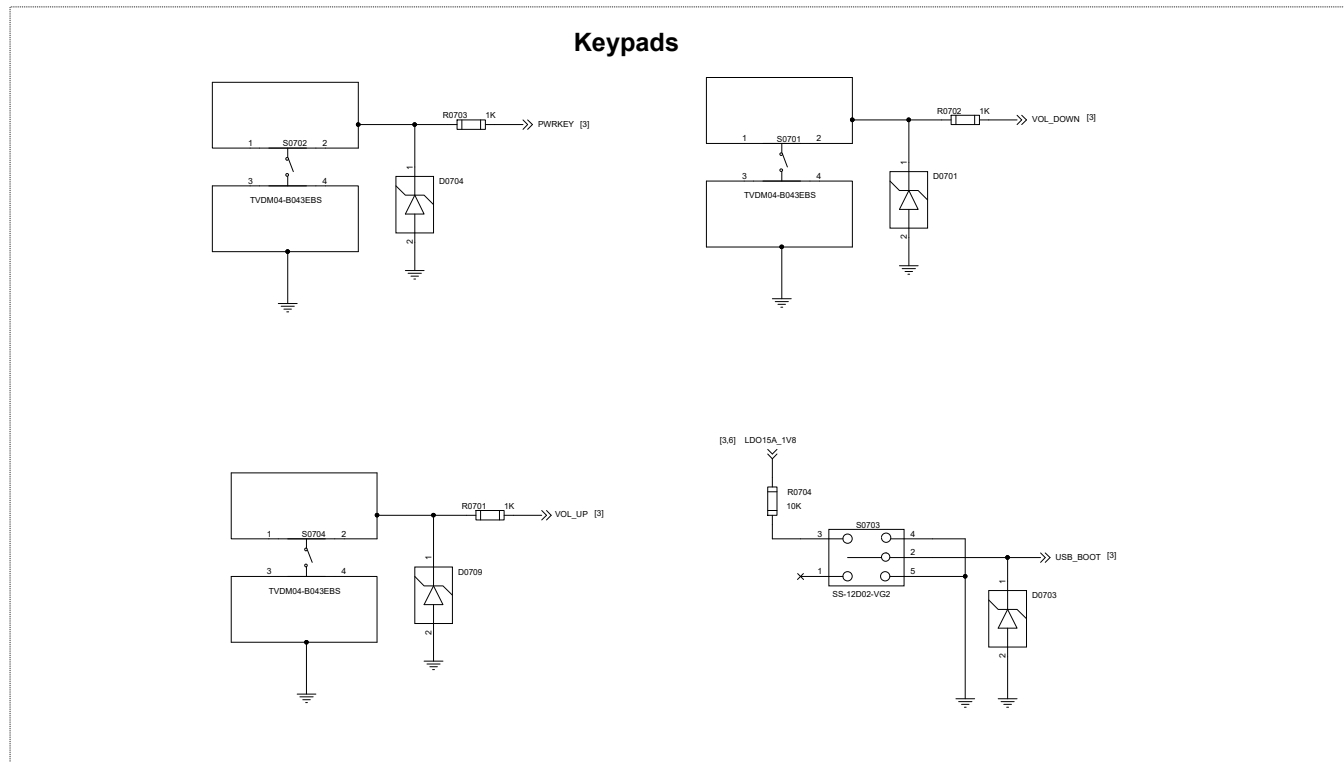 Keypads
R0703 1K
PWRKEY [3]
1 S0702 2
1
D0704
3 4
TVDM04-B043EBS
2
R0702 1K
VOL_DOWN [3]
1 S0701 2
1
D0701
3 4
TVDM04-B043EBS
2
R0701 1K
VOL_UP [3]
1 S0704 2
1
D0709
3 4
TVDM04-B043EBS
2
[3,6] LDO15A_1V8
R0704
10K
S0703
3 4
2
USB_BOOT [3]
1 5
SS-12D02-VG2
1
D0703
2